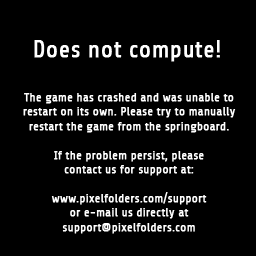 Does not compute!
The game has crashed and was unable to
restart on its own. Please try to manually
restart the game from the springboard.
If the problem persist, please
contact us for support at:
www.pixelfolders.com/support
or e-mail us directly at
support@pixelfolders.com